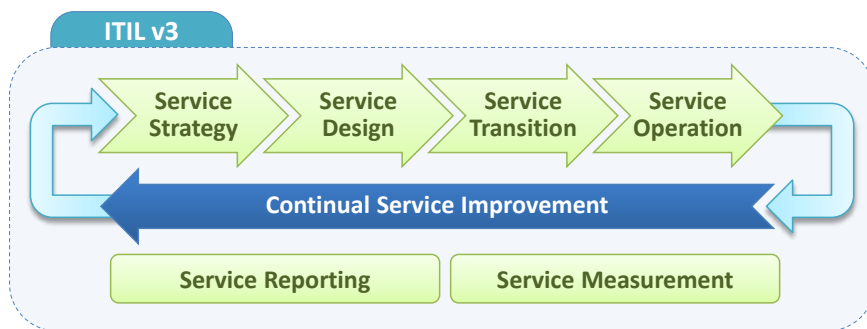 ITIL v3
Service
Strategy
Service
Design
Service
Transition
Service
Operation
Continual Service Improvement
Service Reporting
Service Measurement